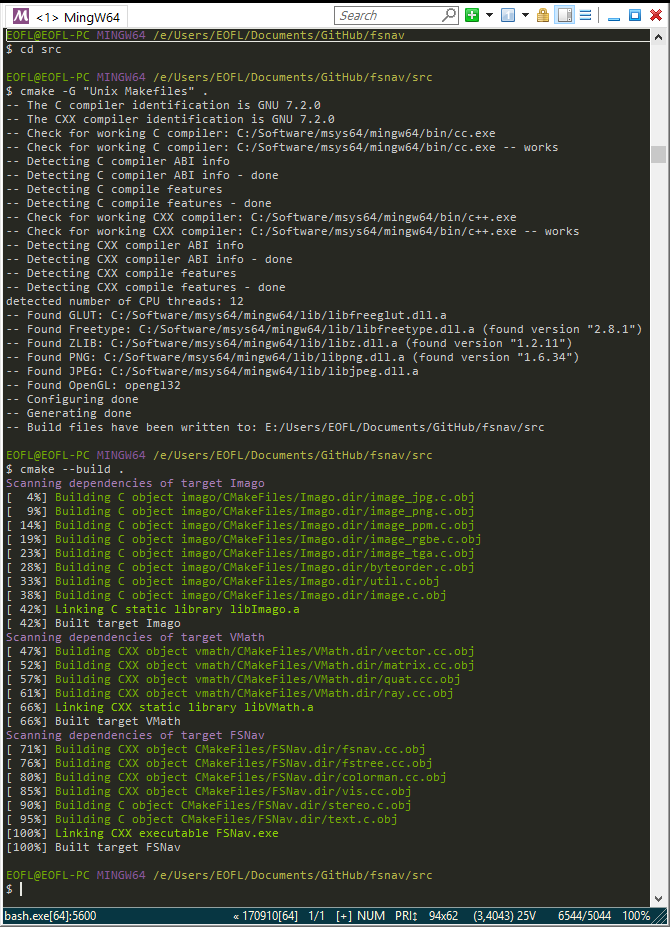 <1> MingW64
Search
EOFL@EOFL-PC MINGW64 /e/Users/EOFL/Documents/GitHub/fsnav
$ cd src
EOFL@EOFL-PC MINGW64 /e/Users/EOFL/Documents/GitHub/fsnav/src
$ cmake -G "Unix Makefiles" .
-- The C compiler identification is GNU 7.2.0
-- The CXX compiler identification is GNU 7.2.0
-- Check for working C compiler: C:/Software/msys64/mingw64/bin/cc.exe
-- Check for working C compiler: C:/Software/msys64/mingw64/bin/cc.exe -- works
-- Detecting C compiler ABI info
-- Detecting C compiler ABI info - done
-- Detecting C compile features
-- Detecting C compile features - done
-- Check for working CXX compiler: C:/Software/msys64/mingw64/bin/c++.exe
-- Check for working CXX compiler: C:/Software/msys64/mingw64/bin/c++.exe -- works
-- Detecting CXX compiler ABI info
-- Detecting CXX compiler ABI info - done
-- Detecting CXX compile features
-- Detecting CXX compile features - done
detected number of CPU threads: 12
-- Found GLUT: C:/Software/msys64/mingw64/lib/libfreeglut.dll.a
-- Found Freetype: C:/Software/msys64/mingw64/lib/libfreetype.dll.a (found version "2.8.1")
-- Found ZLIB: C:/Software/msys64/mingw64/lib/libz.dll.a (found version "1.2.11")
-- Found PNG: C:/Software/msys64/mingw64/lib/libpng.dll.a (found version "1.6.34")
-- Found JPEG: C:/Software/msys64/mingw64/lib/libjpeg.dll.a
-- Found OpenGL: opengl32
-- Configuring done
-- Generating done
-- Build files have been written to: E:/Users/EOFL/Documents/GitHub/fsnav/src
EOFL@EOFL-PC MINGW64 /e/Users/EOFL/Documents/GitHub/fsnav/src
$ cmake --build .
Scanning dependencies of target Imago
[  4%] Building C object imago/CMakeFiles/Imago.dir/image_jpg.c.obj
[  9%] Building C object imago/CMakeFiles/Imago.dir/image_png.c.obj
[ 14%] Building C object imago/CMakeFiles/Imago.dir/image_ppm.c.obj
[ 19%] Building C object imago/CMakeFiles/Imago.dir/image_rgbe.c.obj
[ 23%] Building C object imago/CMakeFiles/Imago.dir/image_tga.c.obj
[ 28%] Building C object imago/CMakeFiles/Imago.dir/byteorder.c.obj
[ 33%] Building C object imago/CMakeFiles/Imago.dir/util.c.obj
[ 38%] Building C object imago/CMakeFiles/Imago.dir/image.c.obj
[ 42%] Linking C static library libImago.a
[ 42%] Built target Imago
Scanning dependencies of target VMath
[ 47%] Building CXX object vmath/CMakeFiles/VMath.dir/vector.cc.obj
[ 52%] Building CXX object vmath/CMakeFiles/VMath.dir/matrix.cc.obj
[ 57%] Building CXX object vmath/CMakeFiles/VMath.dir/quat.cc.obj
[ 61%] Building CXX object vmath/CMakeFiles/VMath.dir/ray.cc.obj
[ 66%] Linking CXX static library libVMath.a
[ 66%] Built target VMath
Scanning dependencies of target FSNav
[ 71%] Building CXX object CMakeFiles/FSNav.dir/fsnav.cc.obj
[ 76%] Building CXX object CMakeFiles/FSNav.dir/fstree.cc.obj
[ 80%] Building CXX object CMakeFiles/FSNav.dir/colorman.cc.obj
[ 85%] Building CXX object CMakeFiles/FSNav.dir/vis.cc.obj
[ 90%] Building C object CMakeFiles/FSNav.dir/stereo.c.obj
[ 95%] Building C object CMakeFiles/FSNav.dir/text.c.obj
[100%] Linking CXX executable FSNav.exe
[100%] Built target FSNav
EOFL@EOFL-PC MINGW64 /e/Users/EOFL/Documents/GitHub/fsnav/src
$
bash.exe[64]:5600 « 170910[64] 1/1 [+] NUM PRI↕ 94x62 (3,4043) 25V 6544/5044 100%